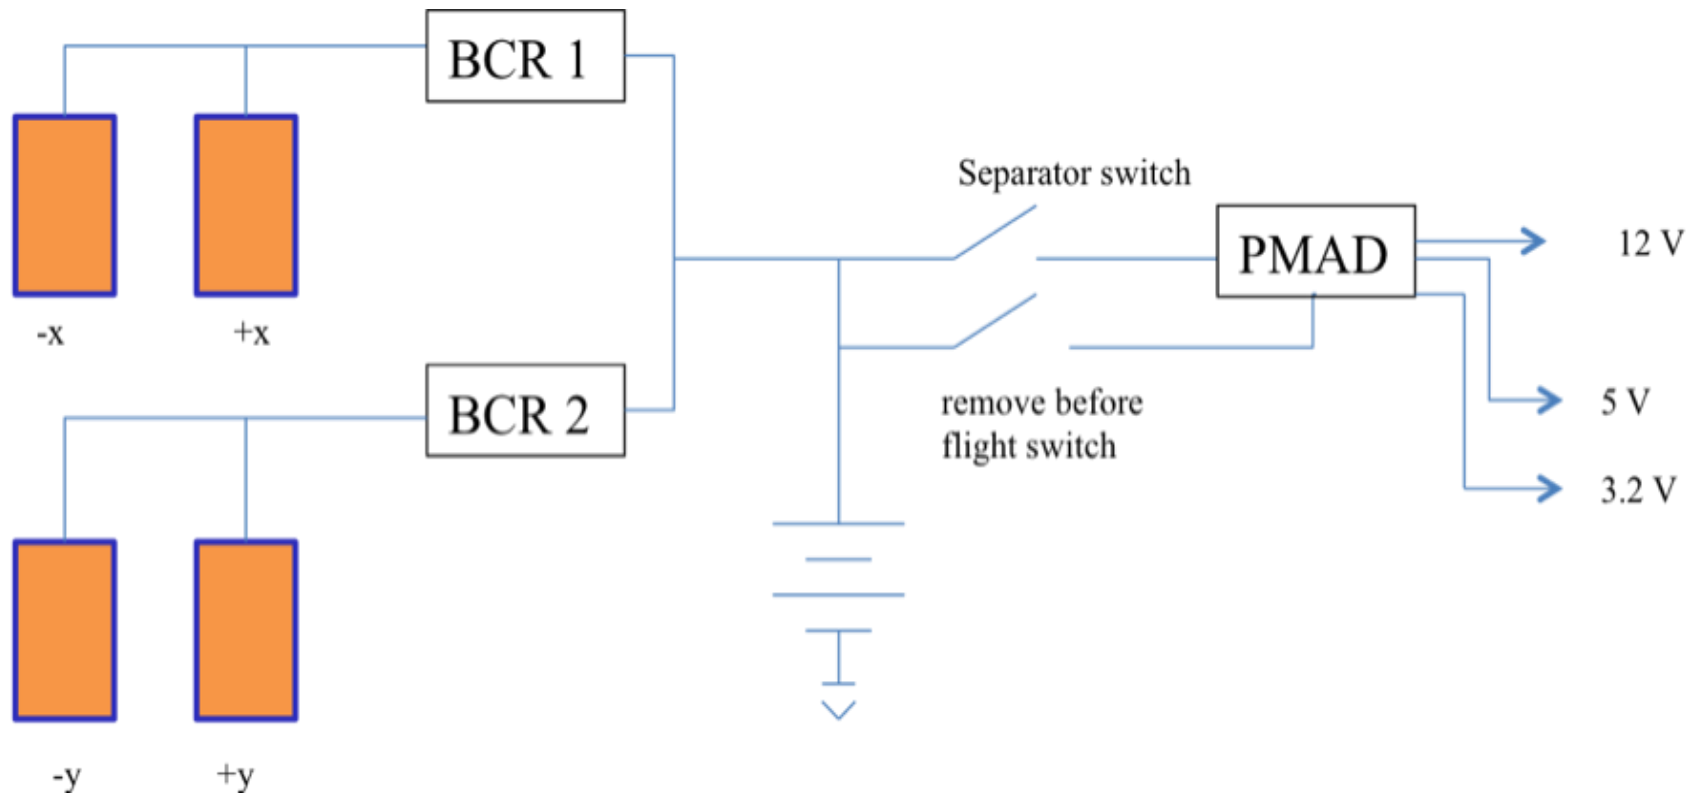 BCR 1
Separator switch
PMAD
12 V
-x
+x
BCR 2
remove before
flight switch
5 V
3.2 V
-y
+y